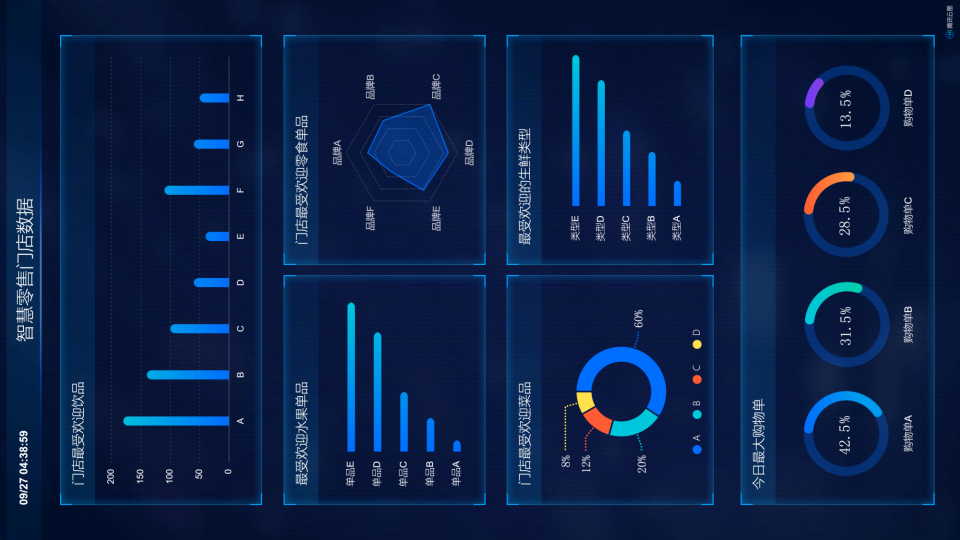 智慧零售门店数据
09/27 04:38:59
腾讯云图
门店最受欢迎饮品
200
150
100
50
0
A B C D E F G H
最受欢迎水果单品
单品E
单品D
单品C
单品B
单品A
门店最受欢迎零食单品
品牌A
品牌B
品牌C
品牌D
品牌E
品牌F
门店最受欢迎菜品
8%
12%
20%
60%
A B C D
最受欢迎的生鲜类型
类型E
类型D
类型C
类型B
类型A
今日最大购物单
42.5% 31.5% 28.5% 13.5%
购物单A 购物单B 购物单C 购物单D